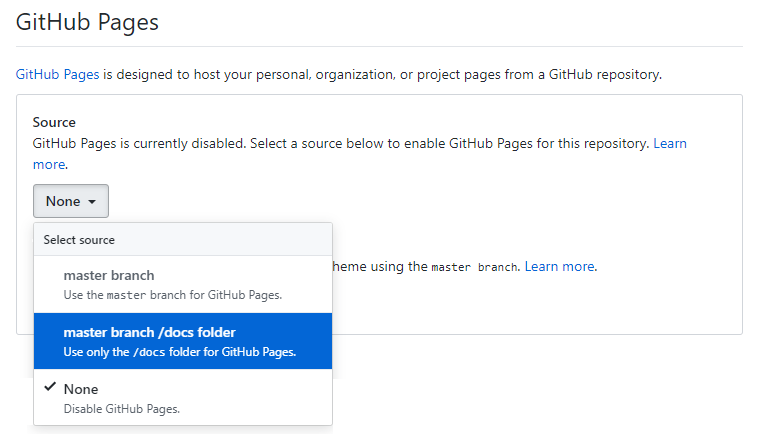 GitHub Pages
GitHub Pages is designed to host your personal, organization, or project pages from a GitHub repository.
Source
GitHub Pages is currently disabled. Select a source below to enable GitHub Pages for this repository. Learn
more.
None
Select source
heme using the master branch. Learn more.
master branch
Use the master branch for GitHub Pages.
master branch /docs folder
Use only the /docs folder for GitHub Pages.
None
Disable GitHub Pages.